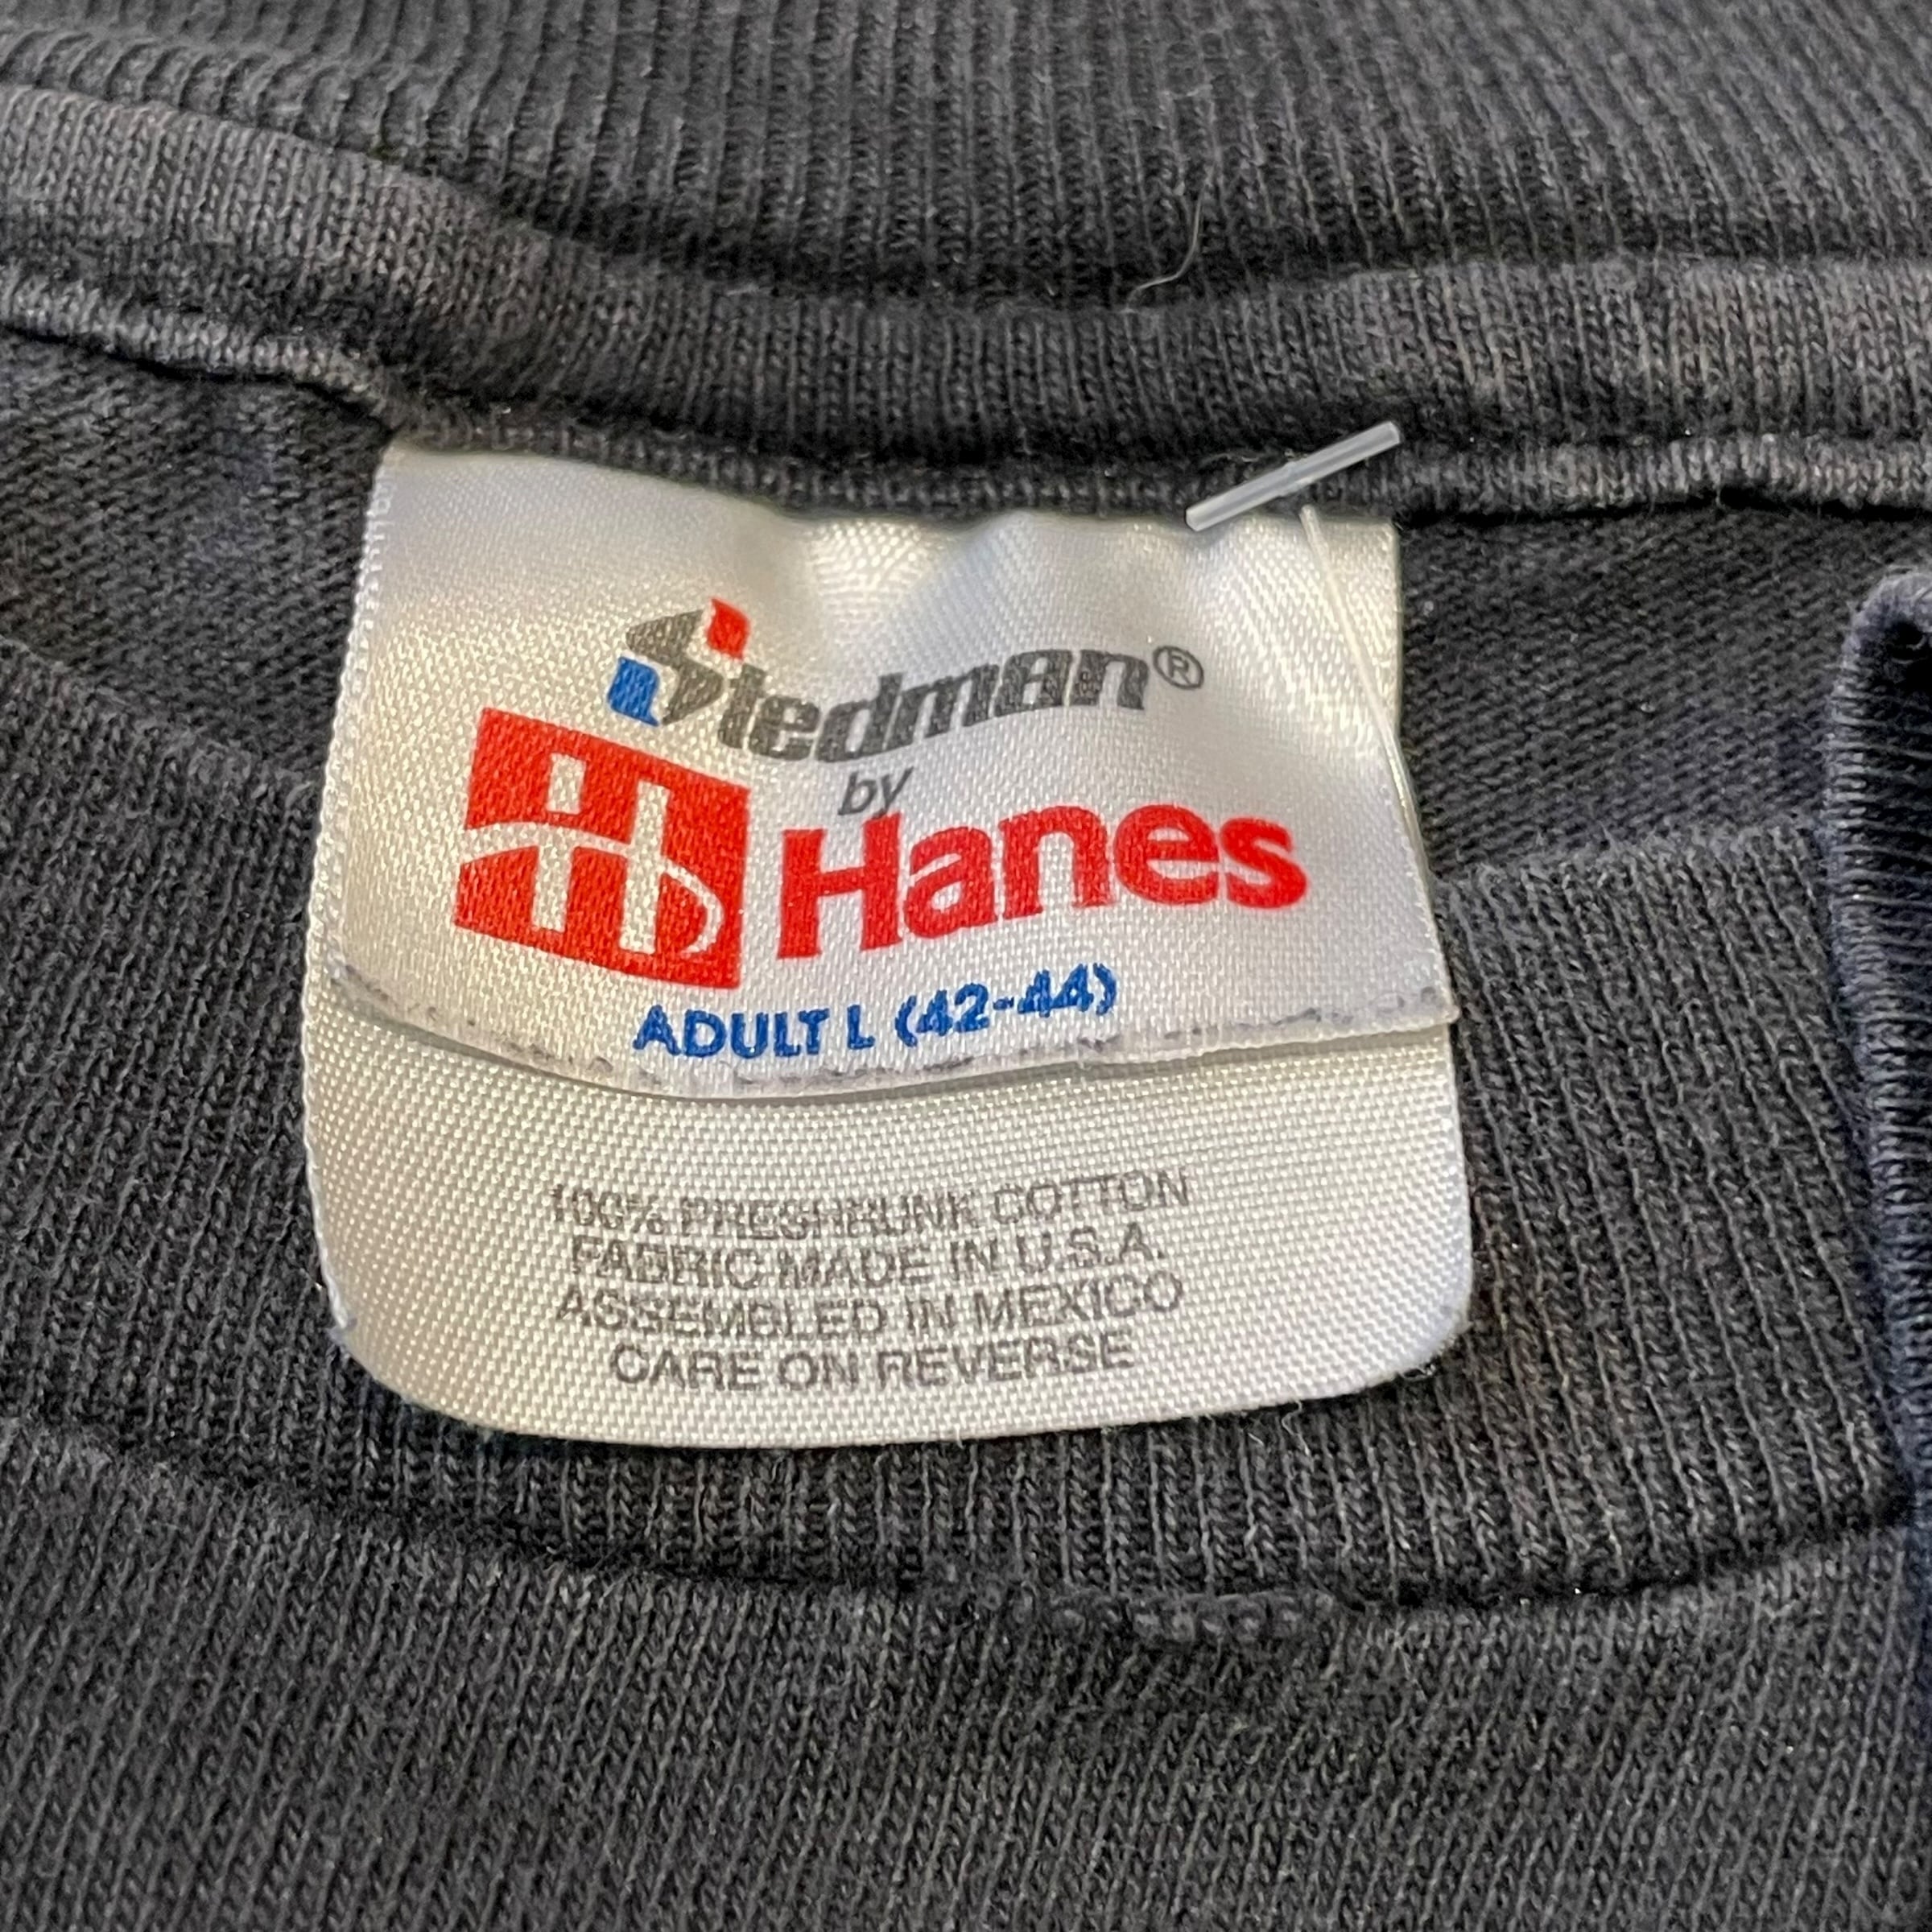 Stedman®
by
Hanes
ADULT L (42-44)
100% PRESHRUNK COTTON
FABRIC MADE IN U.S.A.
ASSEMBLED IN MEXICO
CARE ON REVERSE